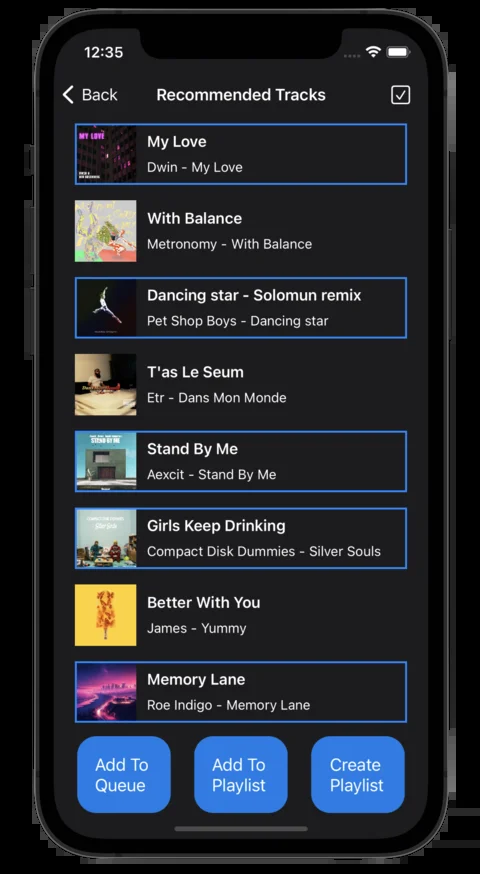 12:35
Back
Recommended Tracks
MY LOVE
My Love
Dwin - My Love
With Balance
Metronomy - With Balance
Dancing star - Solomun remix
Pet Shop Boys - Dancing star
T'as Le Seum
Etr - Dans Mon Monde
STAND BY ME
Stand By Me
Aexcit - Stand By Me
Girls Keep Drinking
Compact Disk Dummies - Silver Souls
Better With You
James - Yummy
Memory Lane
Roe Indigo - Memory Lane
Add To
Queue
Add To
Playlist
Create
Playlist